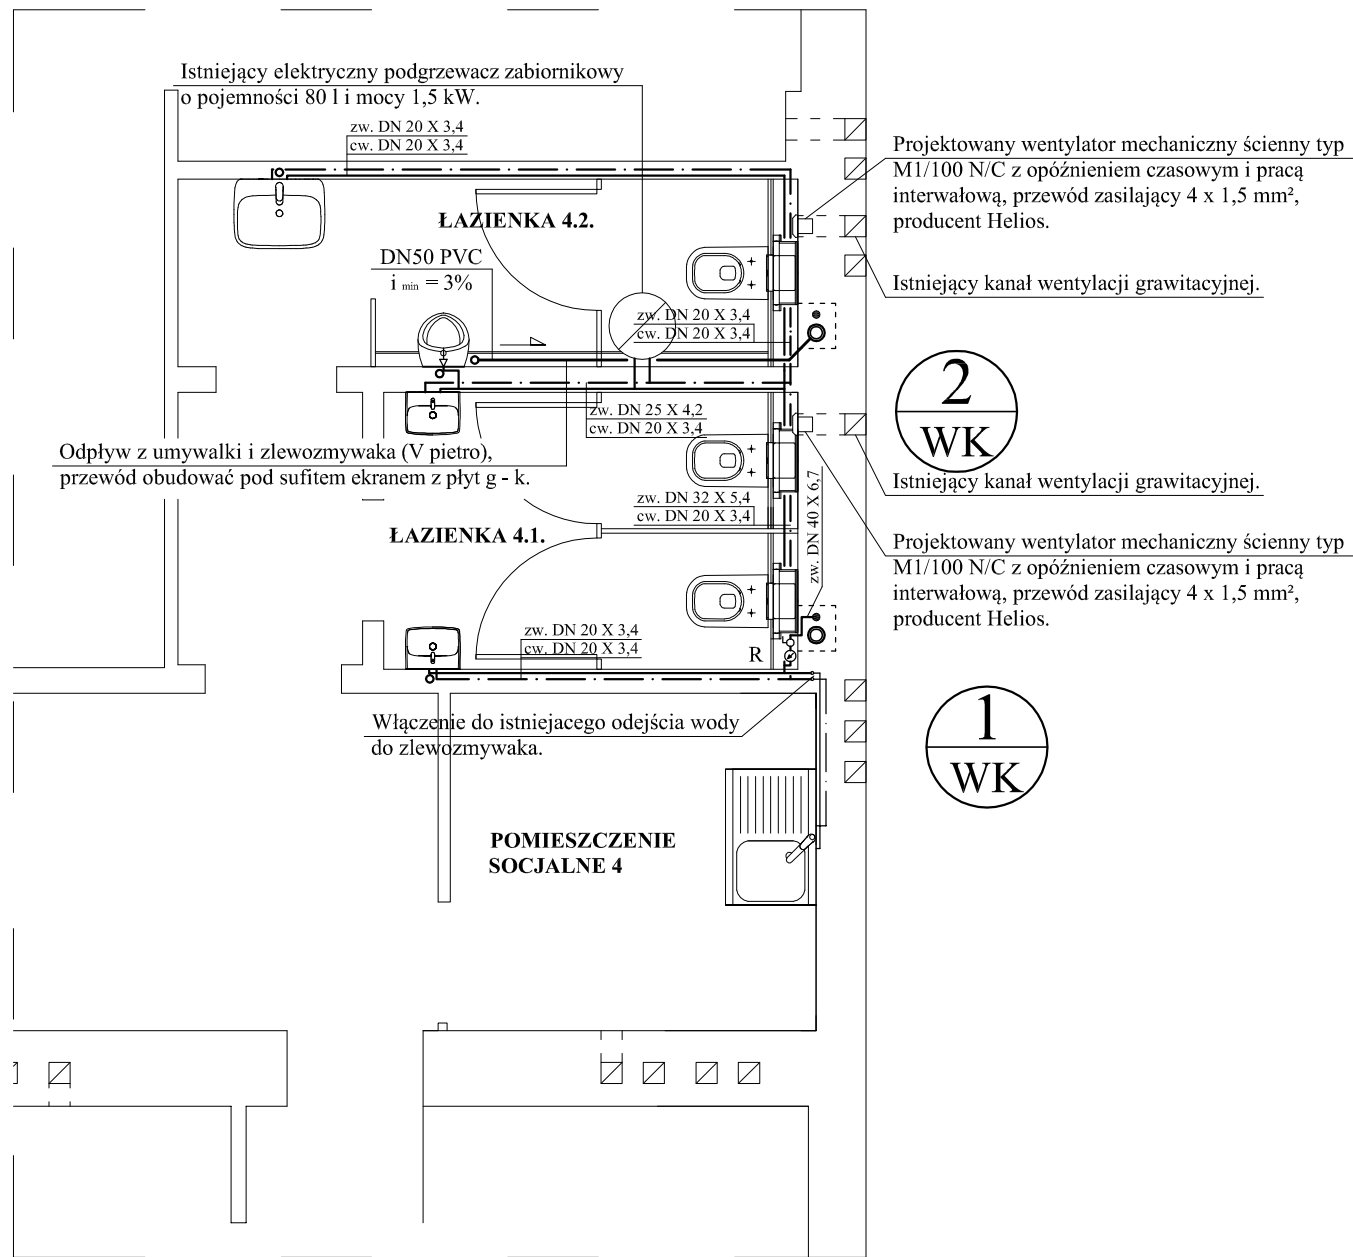 Istniejący elektryczny podgrzewacz zabiornikowy
o pojemności 80 l i mocy 1,5 kW.
zw. DN 20 X 3,4
cw. DN 20 X 3,4
Projektowany wentylator mechaniczny ścienny typ
M1/100 N/C z opóźnieniem czasowym i pracą
interwałową, przewód zasilający 4 x 1,5 mm²,
producent Helios.
ŁAZIENKA 4.2.
DN50 PVC
i min = 3%
Istniejący kanał wentylacji grawitacyjnej.
zw. DN 20 X 3,4
cw. DN 20 X 3,4
2
WK
zw. DN 25 X 4,2
cw. DN 20 X 3,4
Odpływ z umywalki i zlewozmywaka (V pietro),
przewód obudować pod sufitem ekranem z płyt g - k.
Istniejący kanał wentylacji grawitacyjnej.
zw. DN 32 X 5,4
cw. DN 20 X 3,4
zw. DN 40 X 6,7
ŁAZIENKA 4.1.
Projektowany wentylator mechaniczny ścienny typ
M1/100 N/C z opóźnieniem czasowym i pracą
interwałową, przewód zasilający 4 x 1,5 mm²,
producent Helios.
zw. DN 20 X 3,4
cw. DN 20 X 3,4
R
Włączenie do istniejacego odejścia wody
do zlewozmywaka.
1
WK
POMIESZCZENIE
SOCJALNE 4